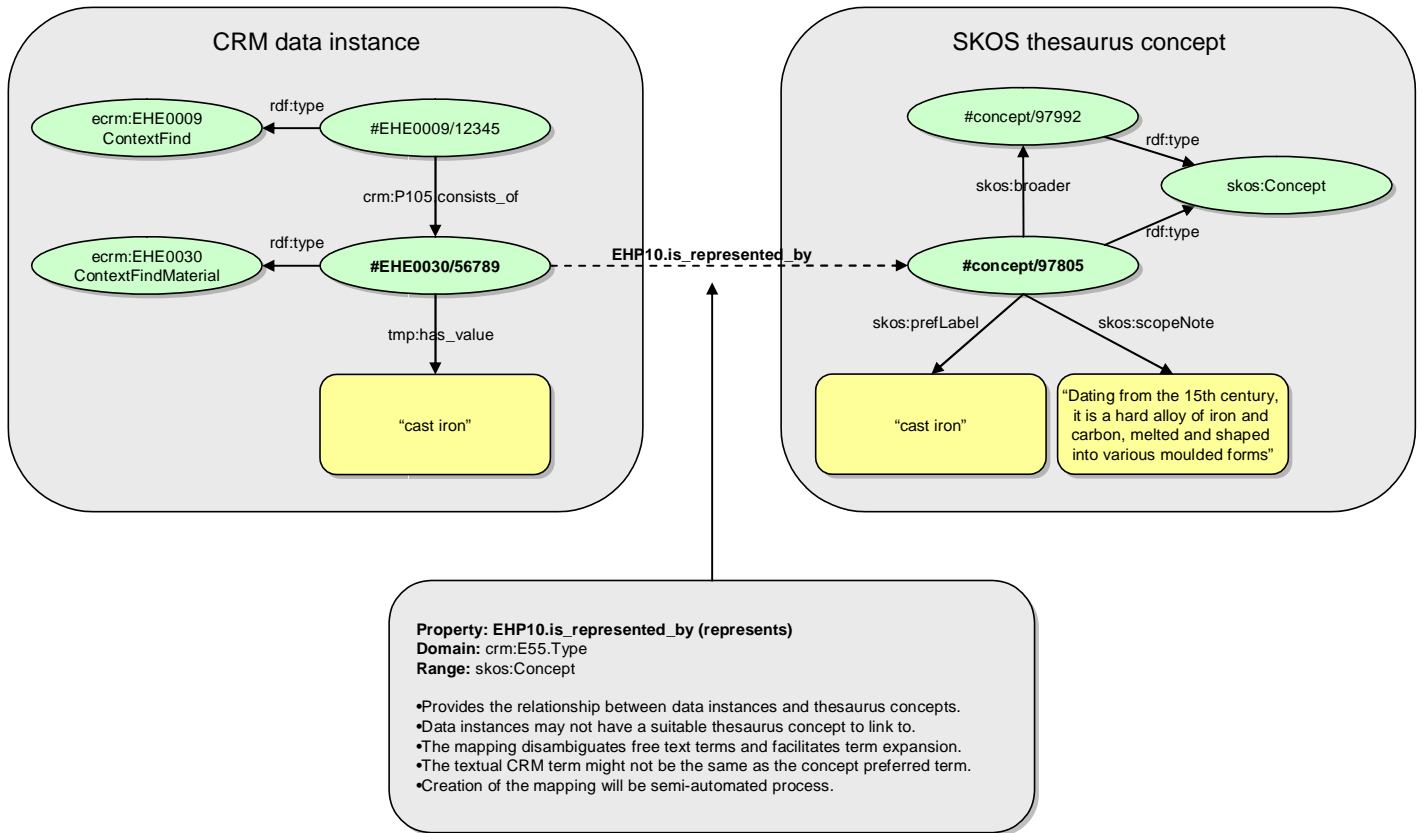 CRM data instance
ecrm:EHE0009
ContextFind
rdf:type
#EHE0009/12345
crm:P105.consists_of
ecrm:EHE0030
ContextFindMaterial
rdf:type
#EHE0030/56789
tmp:has_value
“cast iron”
EHP10.is_represented_by
SKOS thesaurus concept
#concept/97992
rdf:type
skos:broader
skos:Concept
rdf:type
#concept/97805
skos:prefLabel
skos:scopeNote
“cast iron”
“Dating from the 15th century,
it is a hard alloy of iron and
carbon, melted and shaped
into various moulded forms”
Property: EHP10.is_represented_by (represents)
Domain: crm:E55.Type
Range: skos:Concept
•Provides the relationship between data instances and thesaurus concepts.
•Data instances may not have a suitable thesaurus concept to link to.
•The mapping disambiguates free text terms and facilitates term expansion.
•The textual CRM term might not be the same as the concept preferred term.
•Creation of the mapping will be semi-automated process.